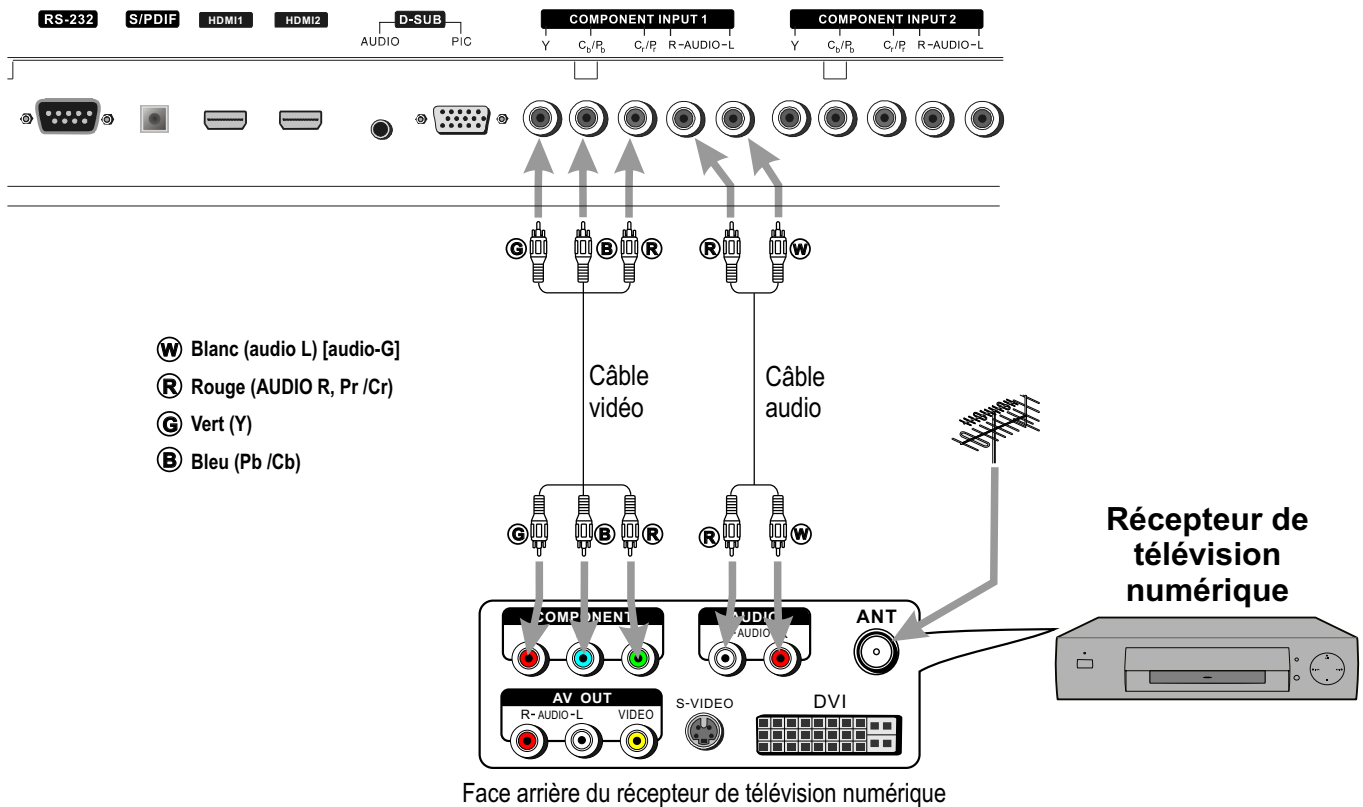 RS-232 S/PDIF HDMI1 HDMI2 D-SUB COMPONENT INPUT 1 COMPONENT INPUT 2
AUDIO PIC Y Cb/Pb Cr/Pr R-AUDIO-L Y Cb/Pb Cr/Pr R-AUDIO-L
G B R R W
W Blanc (audio L) [audio-G]
R Rouge (AUDIO R, Pr /Cr)
G Vert (Y)
B Bleu (Pb /Cb)
Câble
vidéo
Câble
audio
G B R R W
Récepteur de
télévision
numérique
COMPONENT AUDIO ANT
AUDIO
AV OUT
R-AUDIO-L VIDEO
S-VIDEO
DVI
Face arrière du récepteur de télévision numérique